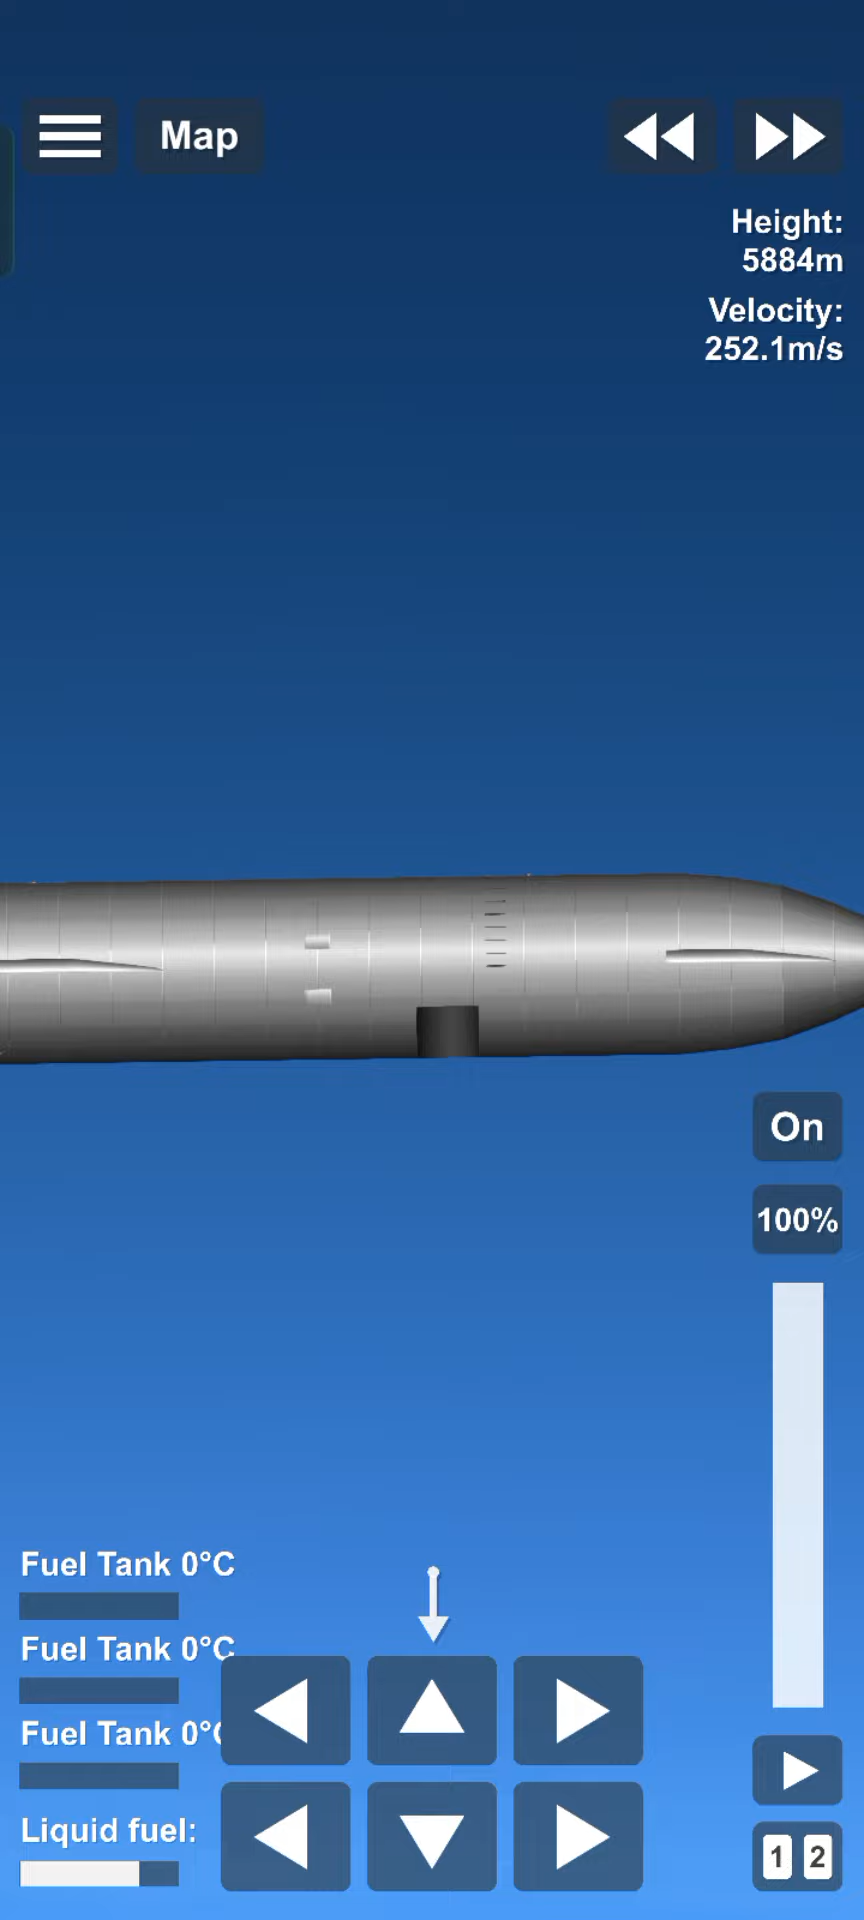 Map
Height:
5884m
Velocity:
252.1m/s
On
100%
Fuel Tank 0°C
Fuel Tank 0°C
Fuel Tank 0°C
Liquid fuel:
1 2